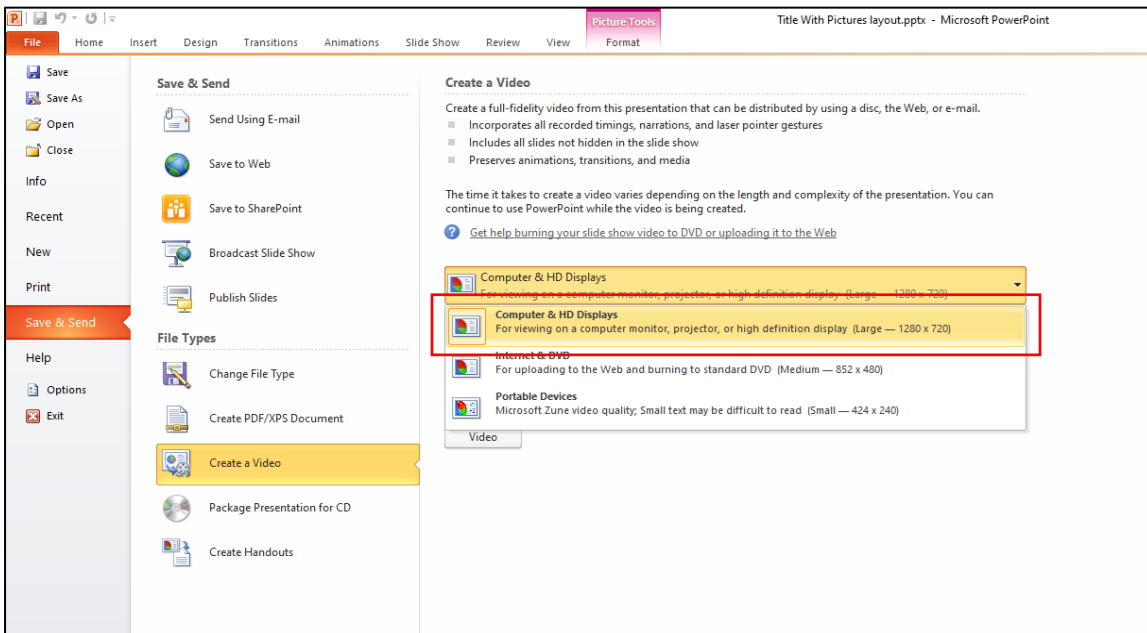 Title With Pictures layout.pptx - Microsoft PowerPoint
Picture Tools
File Home Insert Design Transitions Animations Slide Show Review View Format
Save
Save As
Open
Close
Info
Recent
New
Print
Save & Send
Help
Options
Exit
Save & Send
Send Using E-mail
Save to Web
Save to SharePoint
Broadcast Slide Show
Publish Slides
File Types
Change File Type
Create PDF/XPS Document
Create a Video
Package Presentation for CD
Create Handouts
Create a Video
Create a full-fidelity video from this presentation that can be distributed by using a disc, the Web, or e-mail.
Incorporates all recorded timings, narrations, and laser pointer gestures
Includes all slides not hidden in the slide show
Preserves animations, transitions, and media
The time it takes to create a video varies depending on the length and complexity of the presentation. You can
continue to use PowerPoint while the video is being created.
Get help burning your slide show video to DVD or uploading it to the Web
Computer & HD Displays
For viewing on a computer monitor, projector, or high definition display (Large — 1280 x 720)
Computer & HD Displays
For viewing on a computer monitor, projector, or high definition display (Large — 1280 x 720)
Internet & DVD
For uploading to the Web and burning to standard DVD (Medium — 852 x 480)
Portable Devices
Microsoft Zune video quality; Small text may be difficult to read (Small — 424 x 240)
Video